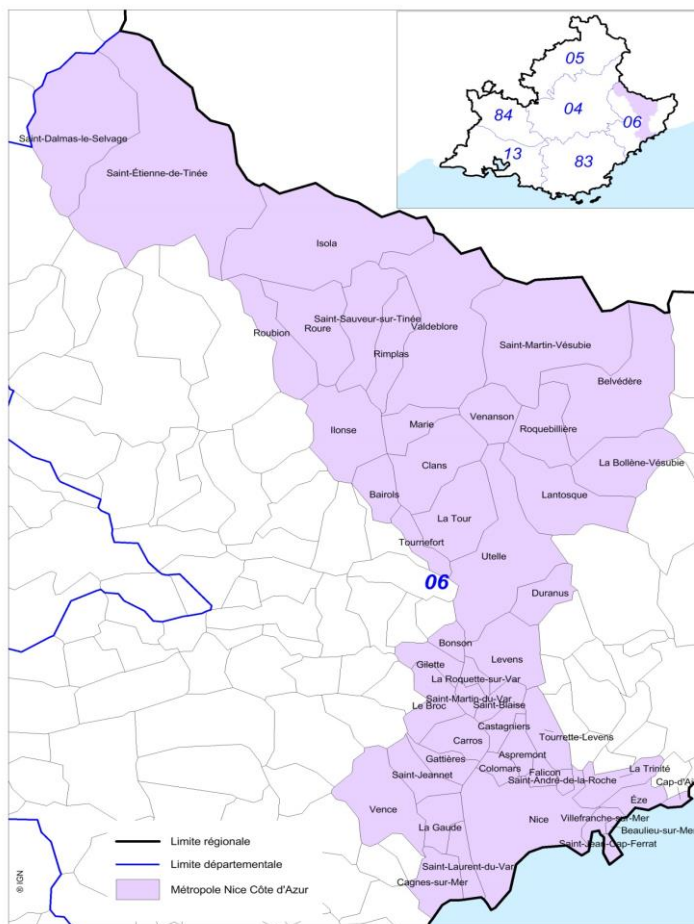 05
04
84
06
13
83
Saint-Dalmas-le-Selvage
Saint-Étienne-de-Tinée
Isola
Saint-Sauveur-sur-Tinée
Roubion
Roure
Valdeblore
Rimplas
Saint-Martin-Vésubie
Belvédère
Ilonse
Marie
Venanson
Roquebillière
Clans
La Bollène-Vésubie
Bairols
Lantosque
La Tour
Tournefort
Utelle
06
Duranus
Bonson
Levens
Gilette
La Roquette-sur-Var
Saint-Martin-du-Var
Le Broc
Saint-Blaise
Castagniers
Tourrette-Levens
Carros
Aspremont
Gattières
Colomars
Falicon
La Trinité
Saint-Jeannet
Saint-André-de-la-Roche
Cap-d'Ai
Éze
Vence
Nice
Villefranche-sur-Mer
La Gaude
Beaulieu-sur-Mer
Saint-Jean-Cap-Ferrat
Saint-Laurent-du-Var
Cagnes-sur-Mer
Limite régionale
Limite départementale
Métropole Nice Côte d'Azur
® IGN